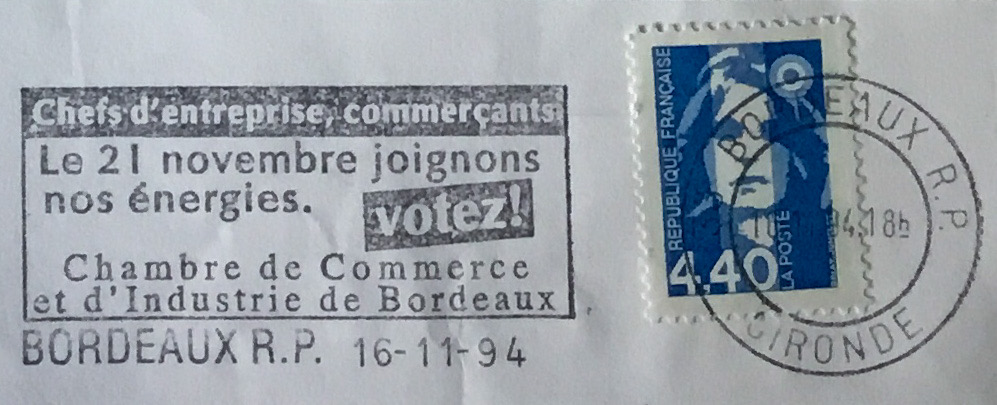 Chefs d'entreprise, commerçants
Le 21 novembre joignons
nos énergies.
votez!
Chambre de Commerce
et d'Industrie de Bordeaux
BORDEAUX R.P. 16-11-94
RÉPUBLIQUE FRANÇAISE
4,40
LA POSTE
BORDEAUX R.P.
18h
GIRONDE